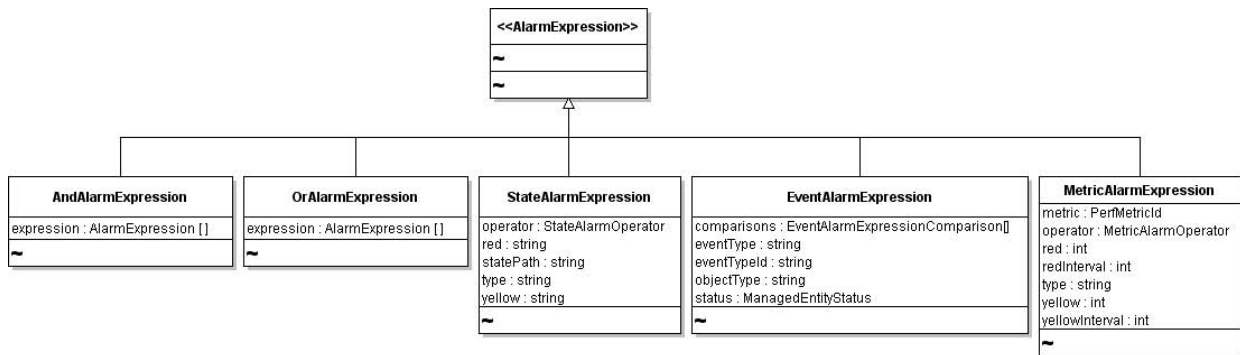 <<AlarmExpression>>
~
~
AndAlarmExpression
expression : AlarmExpression [ ]
~
OrAlarmExpression
expression : AlarmExpression [ ]
~
StateAlarmExpression
operator : StateAlarmOperator
red : string
statePath : string
type : string
yellow : string
~
EventAlarmExpression
comparisons : EventAlarmExpressionComparison[]
eventType : string
eventTypeId : string
objectType : string
status : ManagedEntityStatus
~
MetricAlarmExpression
metric : PerfMetricId
operator : MetricAlarmOperator
red : int
redInterval : int
type : string
yellow : int
yellowInterval : int
~